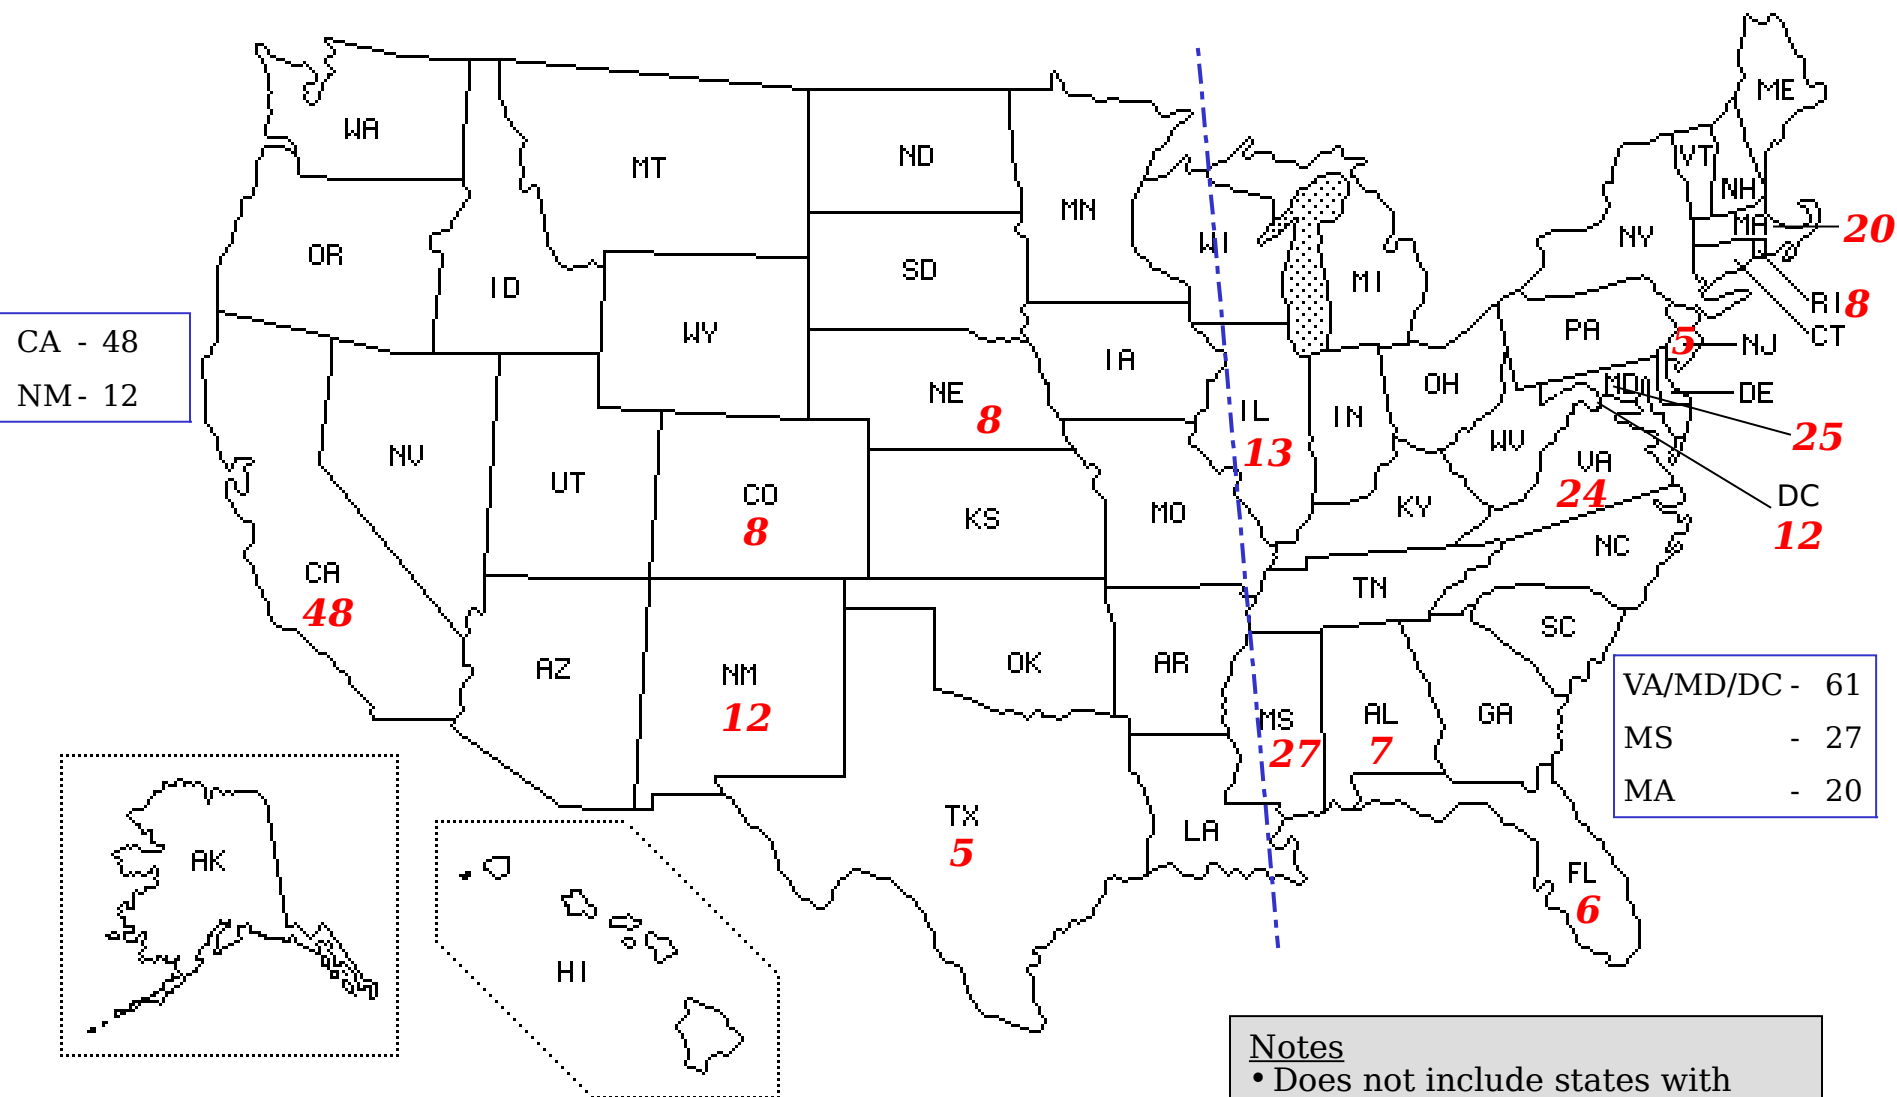 ME
WA
VT
MT
ND
NH
MN
MA
20
NY
WI
OR
SD
MI
ID
RI 8
PA
WY
CT
5
NJ
CA - 48
IA
OH
MD
NE
DE
NM - 12
8
IL
IN
25
WV
13
NV
VA
UT
CO
24
DC
KS
MO
KY
8
12
NC
CA
TN
48
SC
AZ
NM
OK
AR
VA/MD/DC - 61
12
MS
AL
GA
27
7
MS - 27
MA - 20
TX
LA
5
AK
FL
6
HI
Notes
• Does not include states with